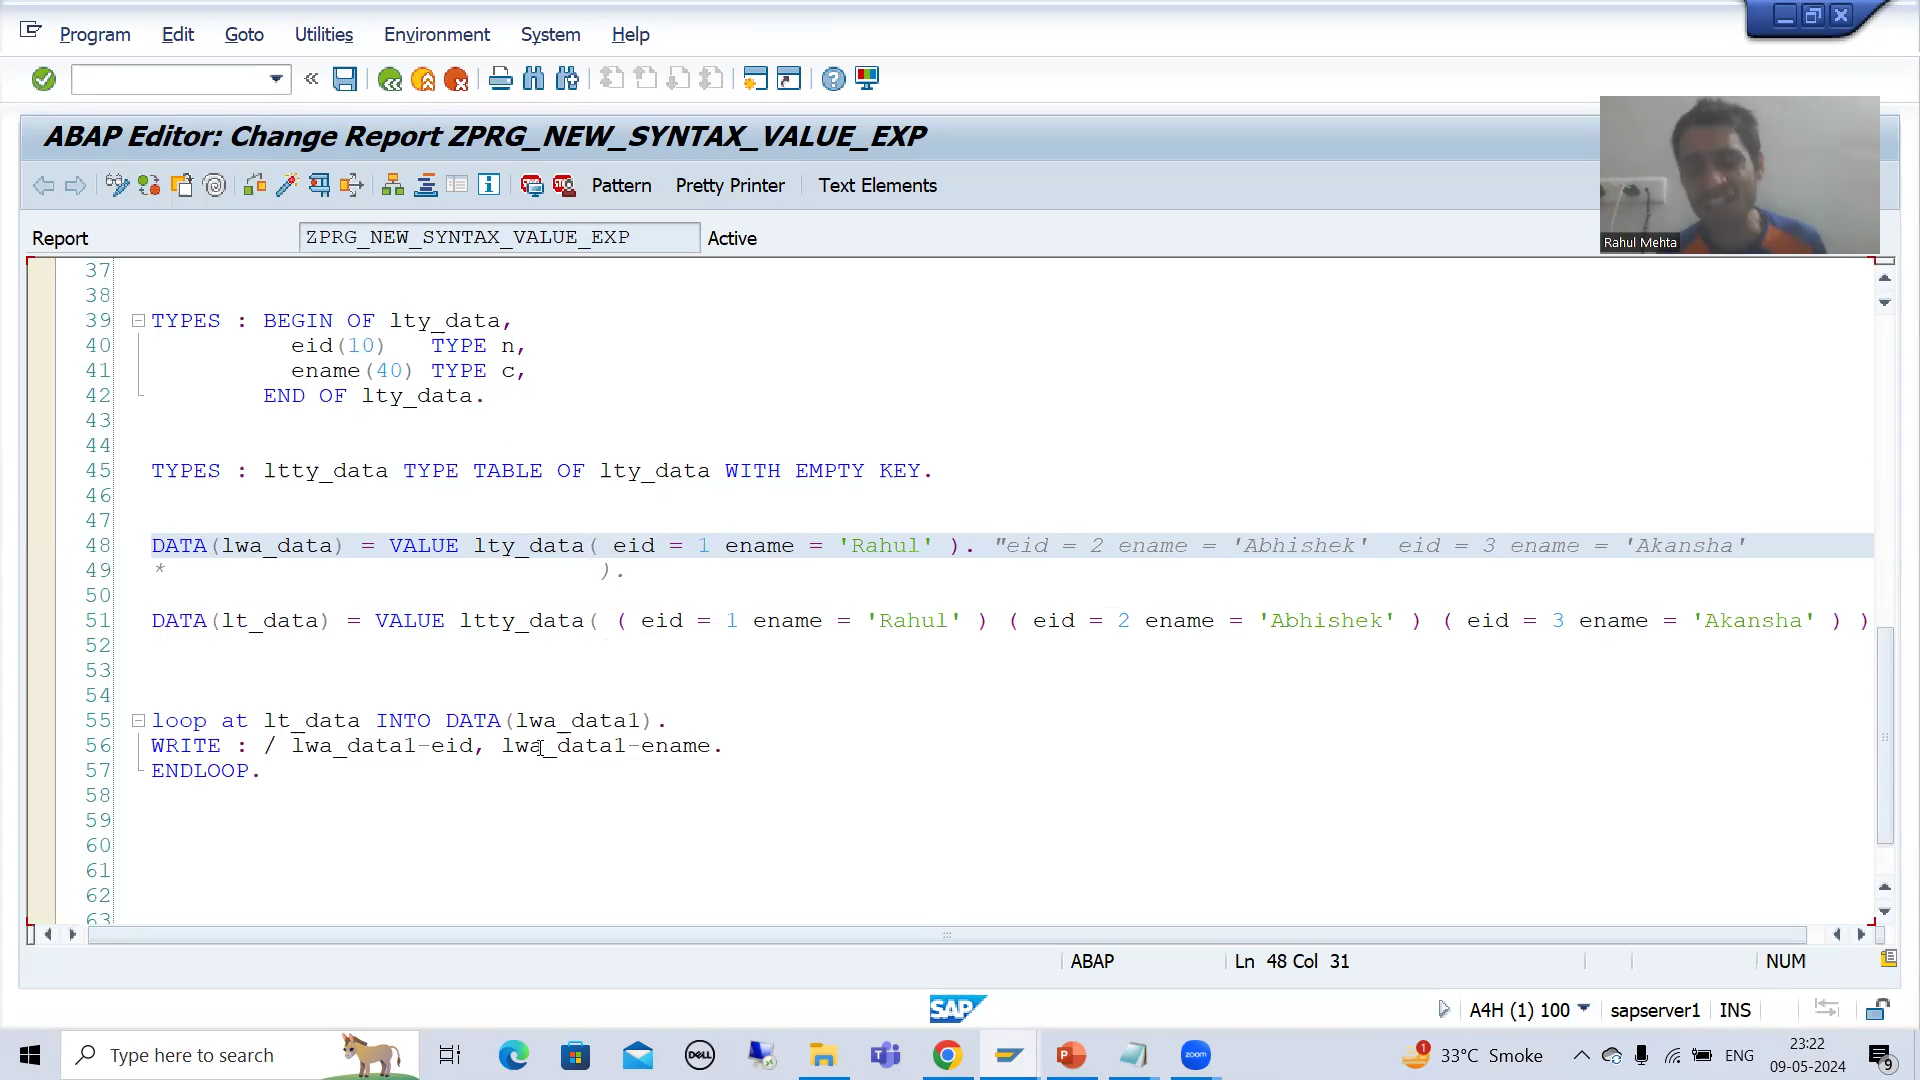 Program Edit Goto Utilities Environment System Help
ABAP Editor: Change Report ZPRG_NEW_SYNTAX_VALUE_EXP
Pattern Pretty Printer Text Elements
Report ZPRG_NEW_SYNTAX_VALUE_EXP Active
Rahul Mehta
37
38
39 TYPES : BEGIN OF lty_data,
40 eid(10) TYPE n,
41 ename(40) TYPE c,
42 END OF lty_data.
43
44
45 TYPES : ltty_data TYPE TABLE OF lty_data WITH EMPTY KEY.
46
47
48 DATA(lwa_data) = VALUE lty_data( eid = 1 ename = 'Rahul' ). "eid = 2 ename = 'Abhishek' eid = 3 ename = 'Akansha'
49 * ).
50
51 DATA(lt_data) = VALUE ltty_data( ( eid = 1 ename = 'Rahul' ) ( eid = 2 ename = 'Abhishek' ) ( eid = 3 ename = 'Akansha' ) )
52
53
54
55 loop at lt_data INTO DATA(lwa_data1).
56 WRITE : / lwa_data1-eid, lwa_data1-ename.
57 ENDLOOP.
58
59
60
61
62
63
ABAP Ln 48 Col 31 NUM
SAP A4H (1) 100 sapserver1 INS
Type here to search DELL zoom 1 33°C Smoke ENG 23:22
09-05-2024 9